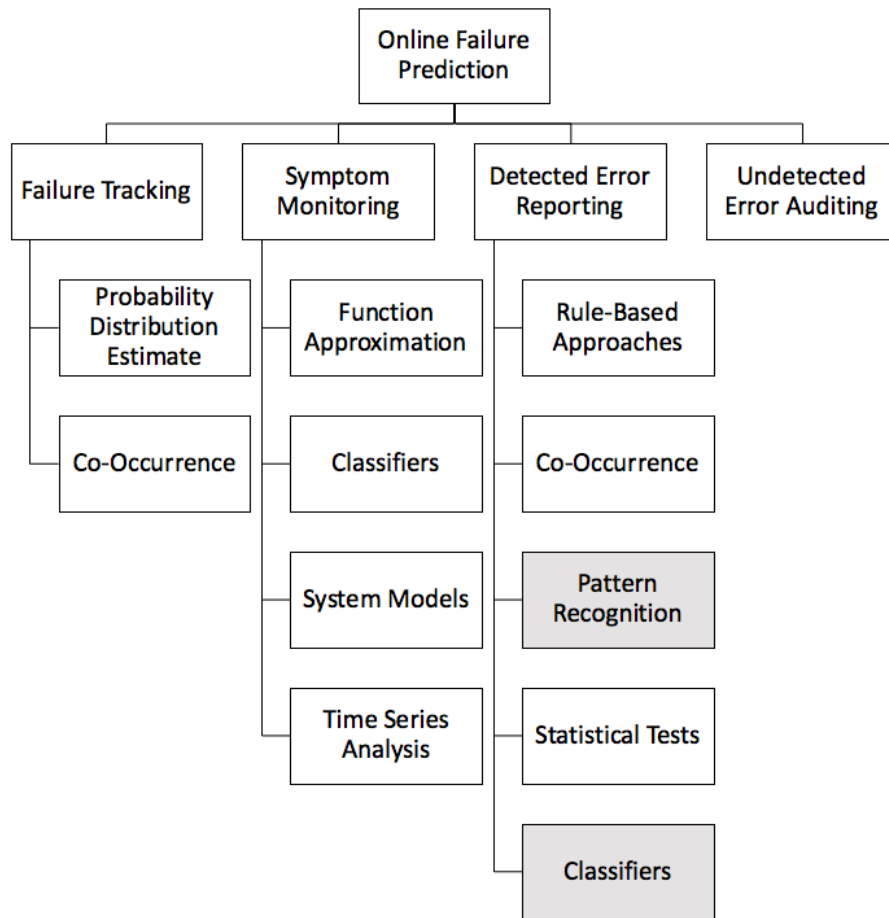 Online Failure
Prediction
Failure Tracking
Symptom
Monitoring
Detected Error
Reporting
Undetected
Error Auditing
Probability
Distribution
Estimate
Co-Occurrence
Function
Approximation
Classifiers
System Models
Time Series
Analysis
Rule-Based
Approaches
Co-Occurrence
Pattern
Recognition
Statistical Tests
Classifiers